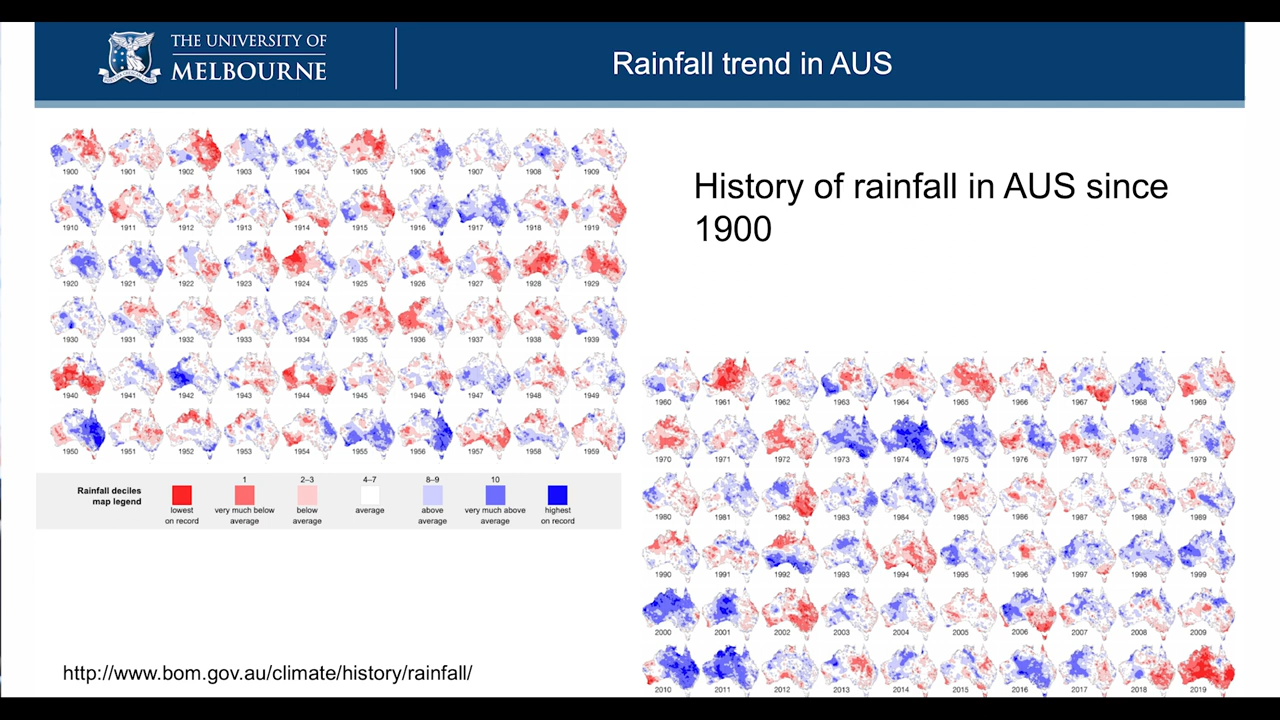 THE UNIVERSITY OF
MELBOURNE
Rainfall trend in AUS
History of rainfall in AUS since
1900
1900 1901 1902 1903 1904 1905 1906 1907 1908 1909
1910 1911 1912 1913 1914 1915 1916 1917 1918 1919
1920 1921 1922 1923 1924 1925 1926 1927 1928 1929
1930 1931 1932 1933 1934 1935 1936 1937 1938 1939
1940 1941 1942 1943 1944 1945 1946 1947 1948 1949
1950 1951 1952 1953 1954 1955 1956 1957 1958 1959
Rainfall deciles
map legend
1 2–3 4–7 8–9 10
lowest
on record
very much below
average
below
average
average
above
average
very much above
average
highest
on record
1960 1961 1962 1963 1964 1965 1966 1967 1968 1969
1970 1971 1972 1973 1974 1975 1976 1977 1978 1979
1980 1981 1982 1983 1984 1985 1986 1987 1988 1989
1990 1991 1992 1993 1994 1995 1996 1997 1998 1999
2000 2001 2002 2003 2004 2005 2006 2007 2008 2009
2010 2011 2012 2013 2014 2015 2016 2017 2018 2019
http://www.bom.gov.au/climate/history/rainfall/